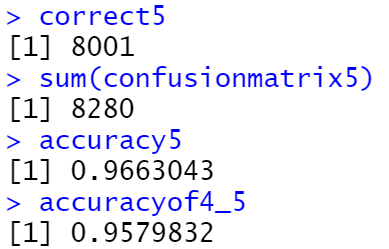 > correct5
[1] 8001
> sum(confusionmatrix5)
[1] 8280
> accuracy5
[1] 0.9663043
> accuracyof4_5
[1] 0.9579832